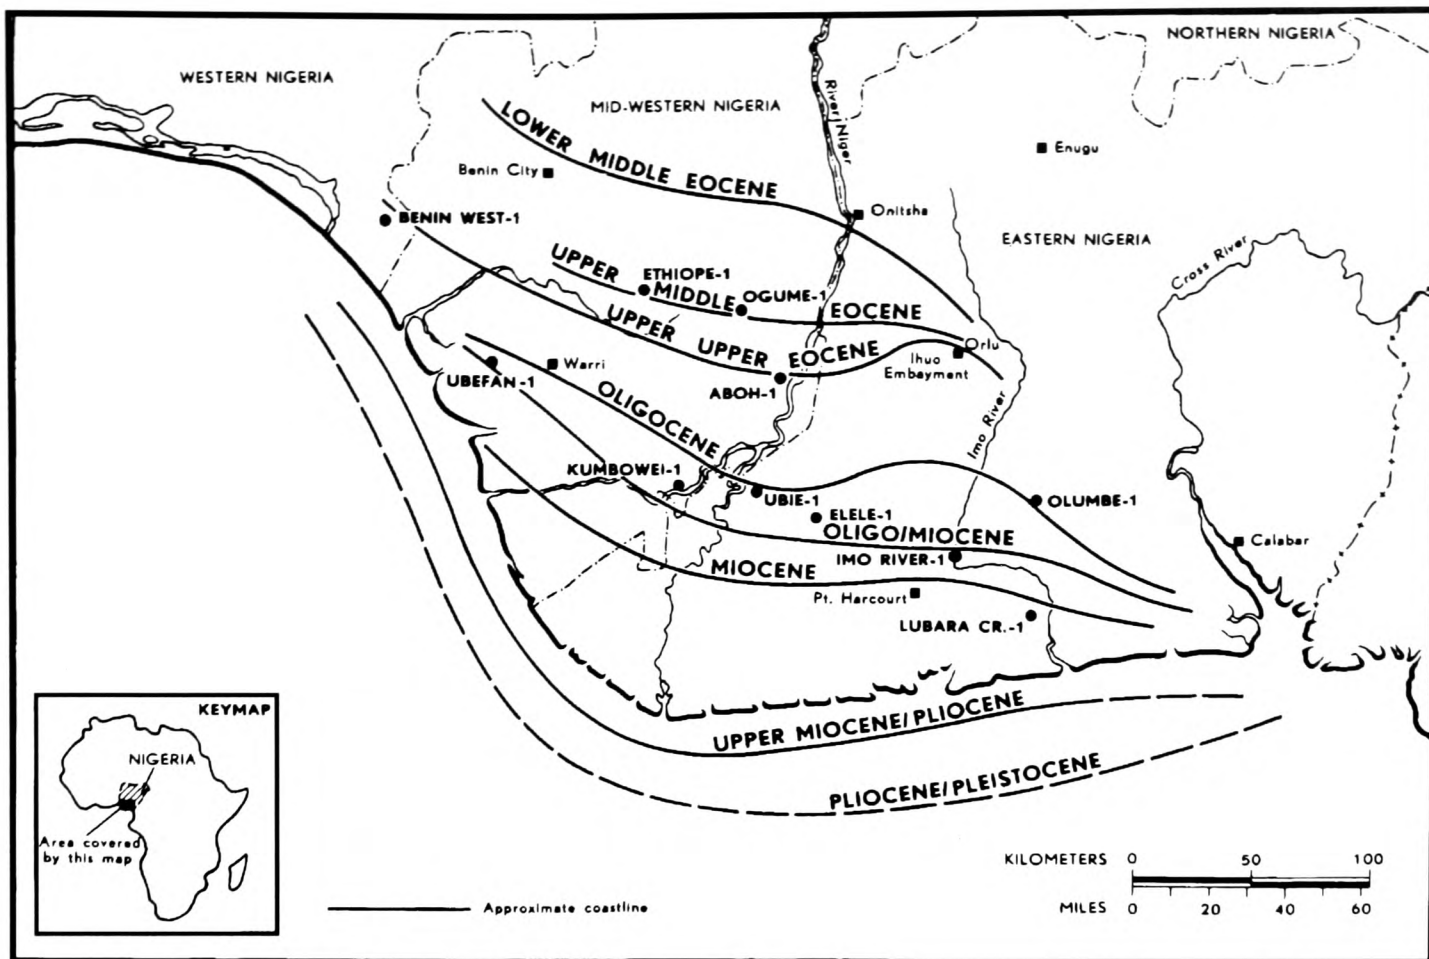 NORTHERN NIGERIA
WESTERN NIGERIA
MID-WESTERN NIGERIA
River Niger
LOWER MIDDLE EOCENE
Enugu
Benin City
Onitsha
BENIN WEST-1
EASTERN NIGERIA
Cross River
UPPER MIDDLE EOCENE
ETHIOPE-1
OGUME-1
UPPER UPPER EOCENE
Orlu
Ihuo
Embayment
Warri
UBEFAN-1
ABOH-1
OLIGOCENE
Imo River
KUMBOWEI-1
UBIE-1
OLUMBE-1
ELELE-1
OLIGO/MIOCENE
Calabar
IMO RIVER-1
MIOCENE
Pt. Harcourt
LUBARA CR.-1
UPPER MIOCENE/PLIOCENE
PLIOCENE/PLEISTOCENE
KEYMAP
NIGERIA
Area covered
by this map
Approximate coastline
KILOMETERS 0 50 100
MILES 0 20 40 60